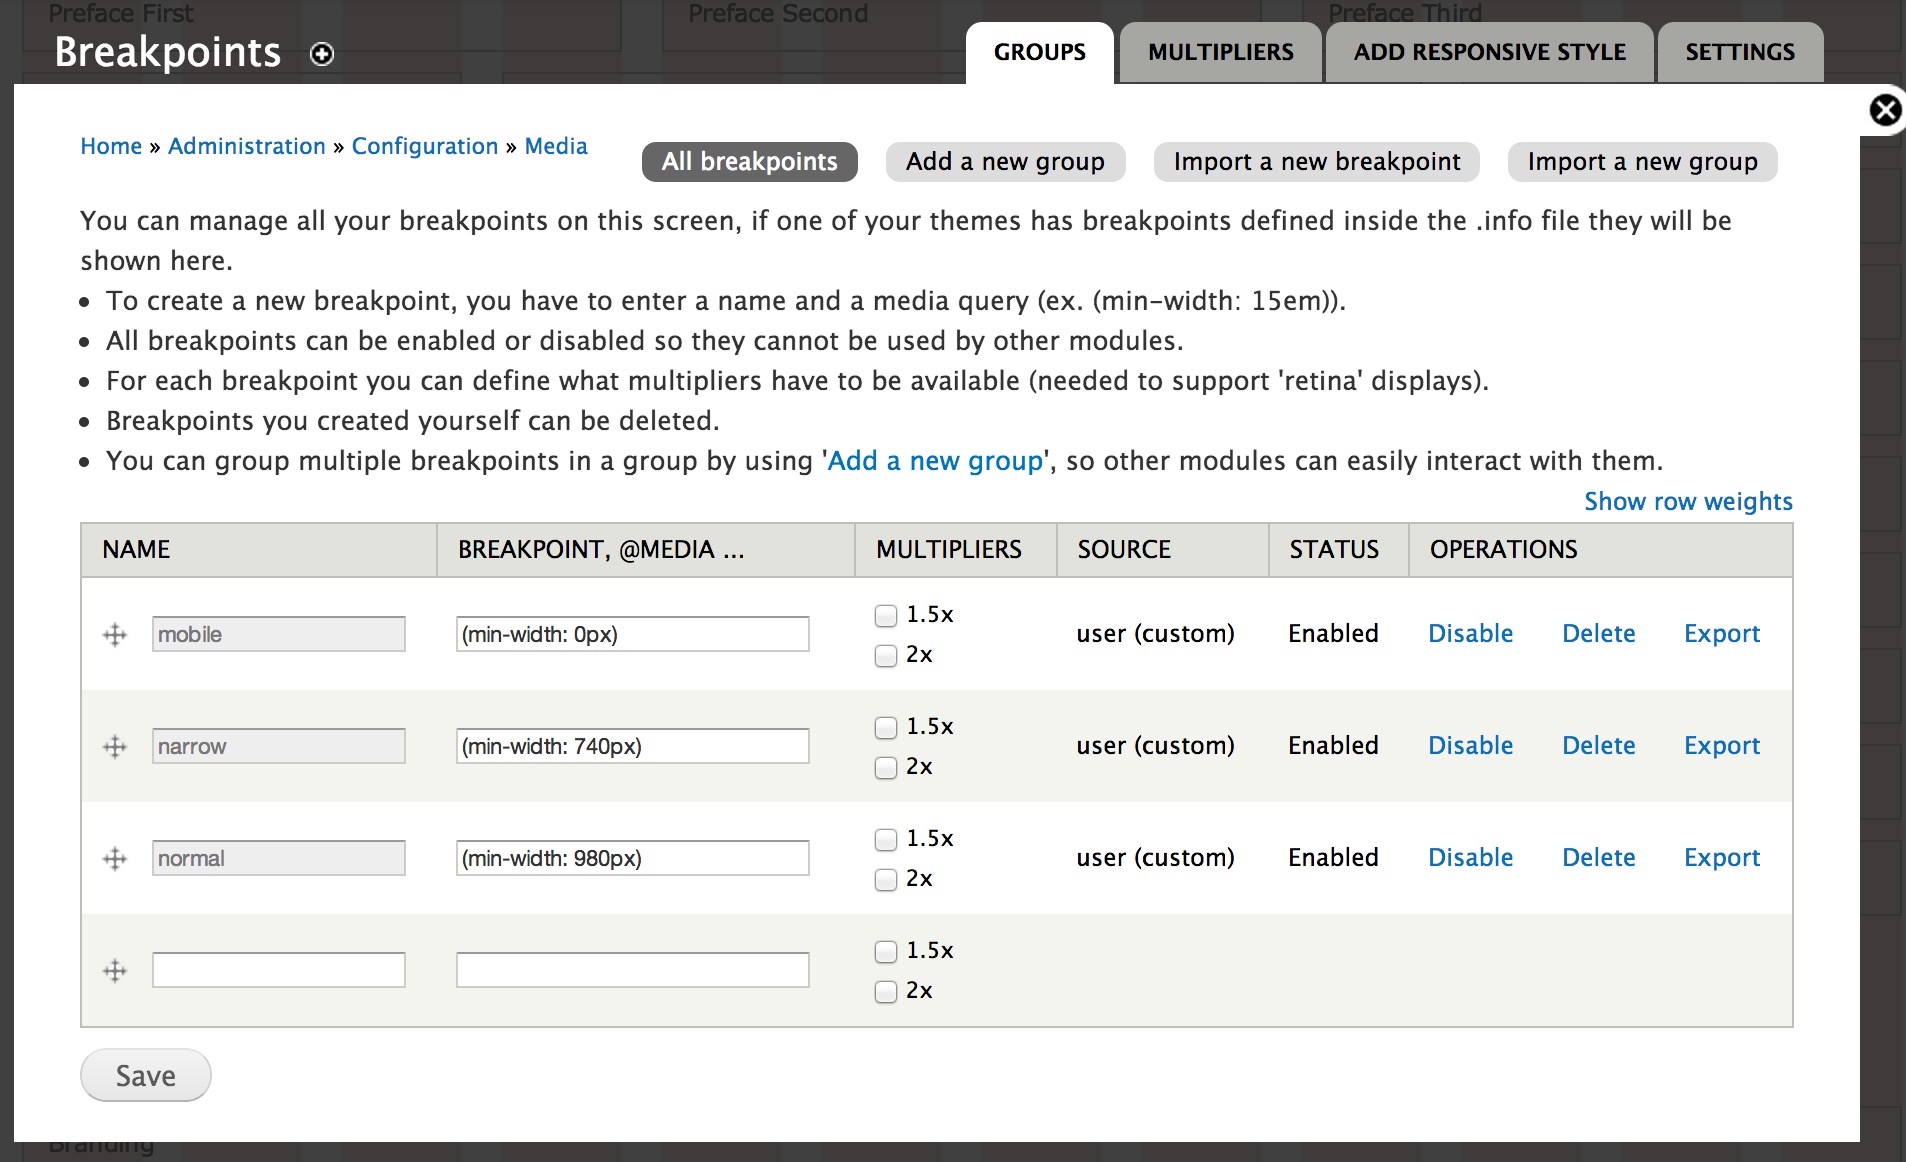 Preface First
Preface Second
Preface Third
Breakpoints
GROUPS
MULTIPLIERS
ADD RESPONSIVE STYLE
SETTINGS
Home » Administration » Configuration » Media
All breakpoints
Add a new group
Import a new breakpoint
Import a new group
You can manage all your breakpoints on this screen, if one of your themes has breakpoints defined inside the .info file they will be
shown here.
• To create a new breakpoint, you have to enter a name and a media query (ex. (min-width: 15em)).
• All breakpoints can be enabled or disabled so they cannot be used by other modules.
• For each breakpoint you can define what multipliers have to be available (needed to support 'retina' displays).
• Breakpoints you created yourself can be deleted.
• You can group multiple breakpoints in a group by using 'Add a new group', so other modules can easily interact with them.
Show row weights
NAME BREAKPOINT, @MEDIA ... MULTIPLIERS SOURCE STATUS OPERATIONS
1.5x
mobile (min-width: 0px) user (custom) Enabled Disable Delete Export
2x
1.5x
narrow (min-width: 740px) user (custom) Enabled Disable Delete Export
2x
1.5x
normal (min-width: 980px) user (custom) Enabled Disable Delete Export
2x
1.5x
2x
Save
Branding